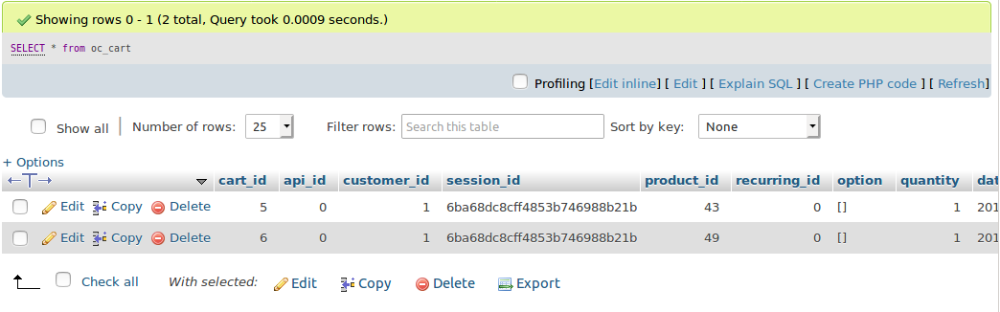 Showing rows 0 - 1 (2 total, Query took 0.0009 seconds.)
SELECT * from oc_cart
Profiling [Edit inline] [ Edit ] [ Explain SQL ] [ Create PHP code ] [ Refresh]
Show all | Number of rows: 25 Filter rows: Search this table Sort by key: None
+ Options
←T→ cart_id api_id customer_id session_id product_id recurring_id option quantity dat
Edit Copy Delete 5 0 1 6ba68dc8cff4853b746988b21b 43 0 [] 1 201
Edit Copy Delete 6 0 1 6ba68dc8cff4853b746988b21b 49 0 [] 1 201
Check all With selected: Edit Copy Delete Export